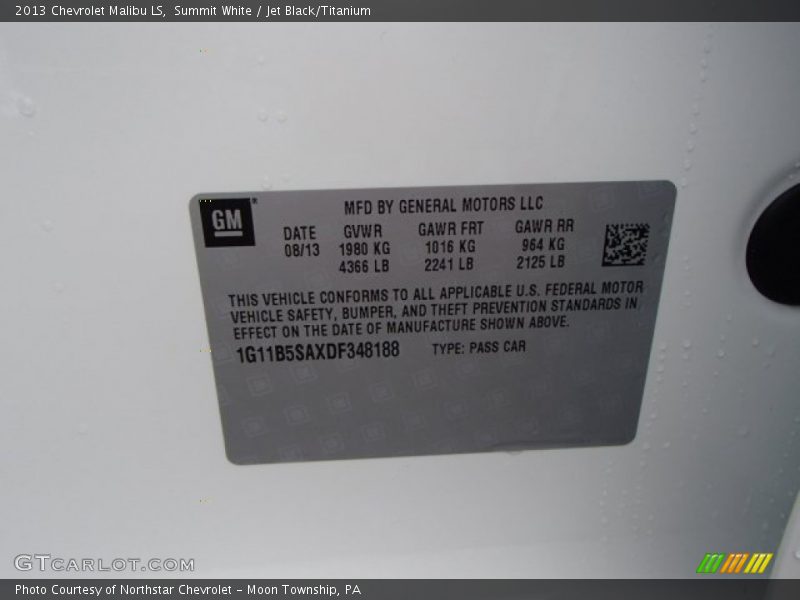 2013 Chevrolet Malibu LS,  Summit White / Jet Black/Titanium
GM
MFD BY GENERAL MOTORS LLC
DATE GVWR GAWR FRT GAWR RR
08/13 1980 KG 1016 KG 964 KG
4366 LB 2241 LB 2125 LB
THIS VEHICLE CONFORMS TO ALL APPLICABLE U.S. FEDERAL MOTOR
VEHICLE SAFETY, BUMPER, AND THEFT PREVENTION STANDARDS IN
EFFECT ON THE DATE OF MANUFACTURE SHOWN ABOVE.
1G11B5SAXDF348188 TYPE: PASS CAR
GTCARLOT.COM
Photo Courtesy of Northstar Chevrolet - Moon Township, PA